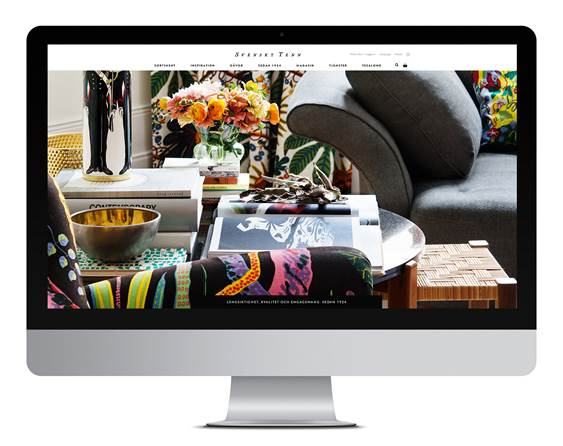 SVENSKT TENN
SORTIMENT INSPIRATION GÅVOR SEDAN 1924 MAGASIN TJÄNSTER TESALONG
CONTEMPORARY
LÅNGSIKTIGHET, KVALITET OCH ENGAGEMANG. SEDAN 1924